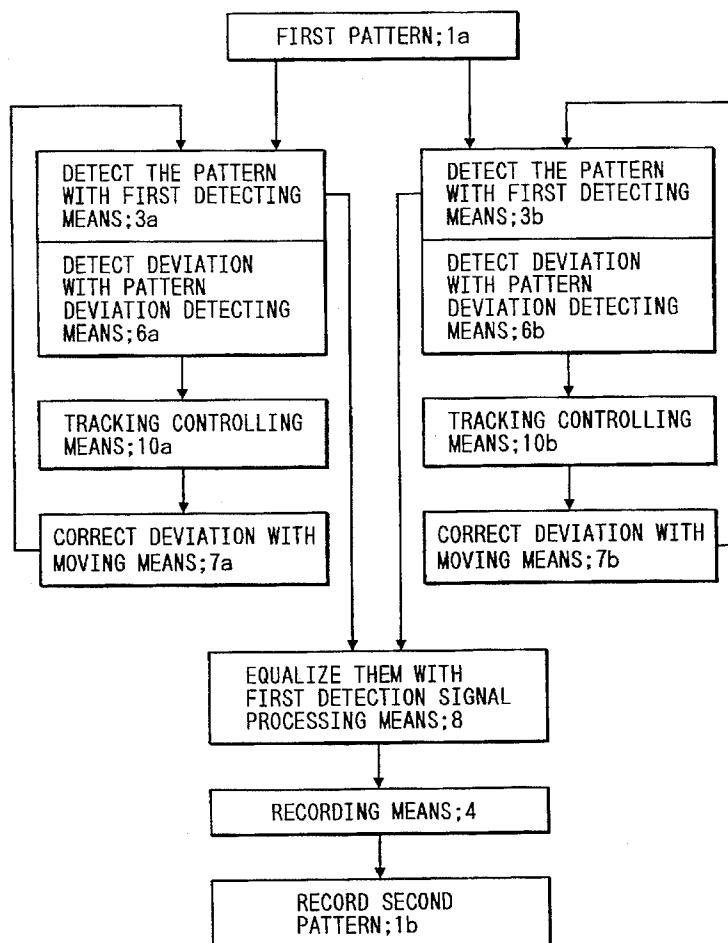 FIRST PATTERN;1a
DETECT THE PATTERN
WITH FIRST DETECTING
MEANS;3a
DETECT DEVIATION
WITH PATTERN
DEVIATION DETECTING
MEANS;6a
TRACKING CONTROLLING
MEANS;10a
CORRECT DEVIATION WITH
MOVING MEANS;7a
DETECT THE PATTERN
WITH FIRST DETECTING
MEANS;3b
DETECT DEVIATION
WITH PATTERN
DEVIATION DETECTING
MEANS;6b
TRACKING CONTROLLING
MEANS;10b
CORRECT DEVIATION WITH
MOVING MEANS;7b
EQUALIZE THEM WITH
FIRST DETECTION SIGNAL
PROCESSING MEANS;8
RECORDING MEANS;4
RECORD SECOND
PATTERN;1b